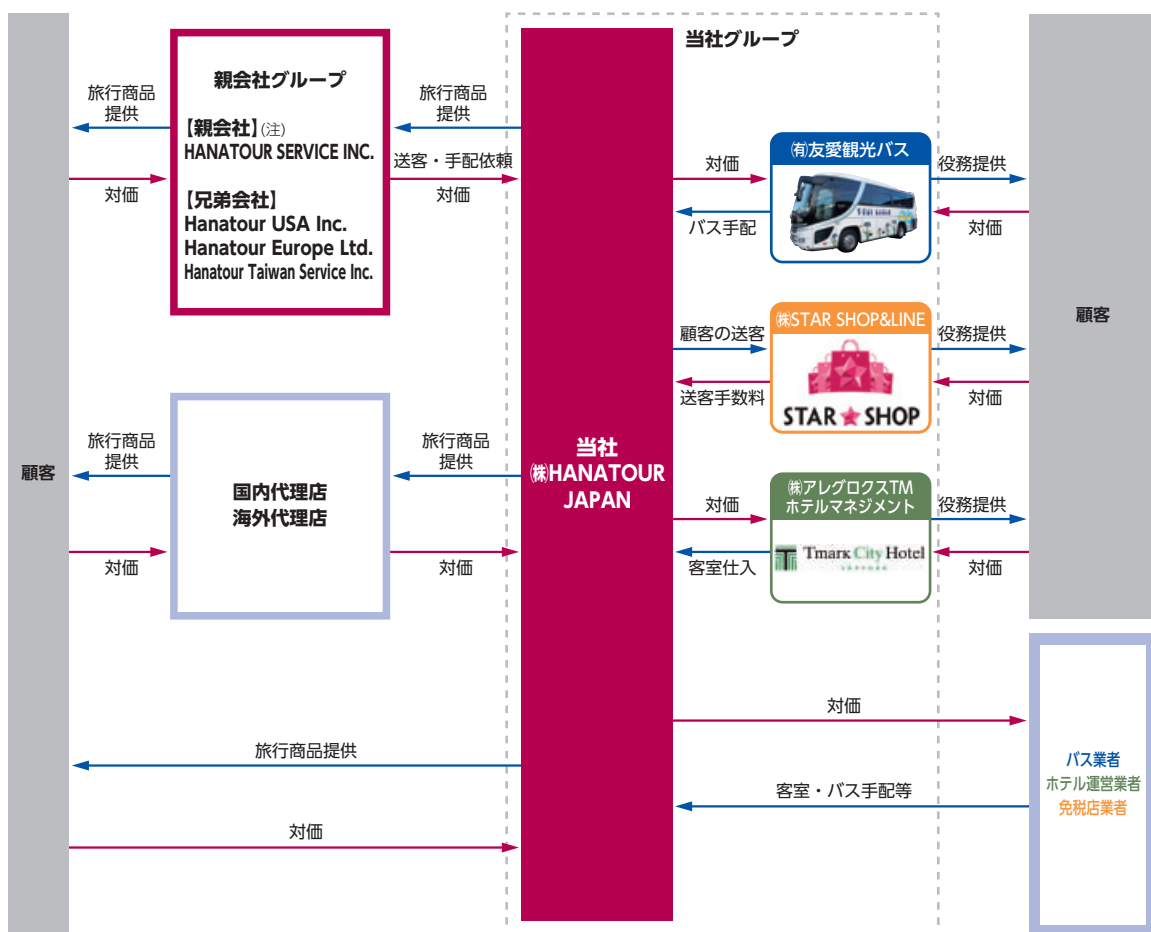 当社グループ
親会社グループ
【親会社】(注)
HANATOUR SERVICE INC.
【兄弟会社】
Hanatour USA Inc.
Hanatour Europe Ltd.
Hanatour Taiwan Service Inc.
旅行商品
提供
対価
旅行商品
提供
送客・手配依頼
対価
顧客
国内代理店
海外代理店
旅行商品
提供
対価
旅行商品
提供
対価
旅行商品提供
対価
当社
㈱HANATOUR
JAPAN
対価
バス手配
㈲友愛観光バス
役務提供
対価
顧客の送客
送客手数料
㈱STAR SHOP&LINE
STAR★SHOP
役務提供
対価
対価
客室仕入
㈱アレグロクスTM
ホテルマネジメント
Tmark City Hotel
SAPPORO
役務提供
対価
顧客
対価
客室・バス手配等
バス業者
ホテル運営業者
免税店業者